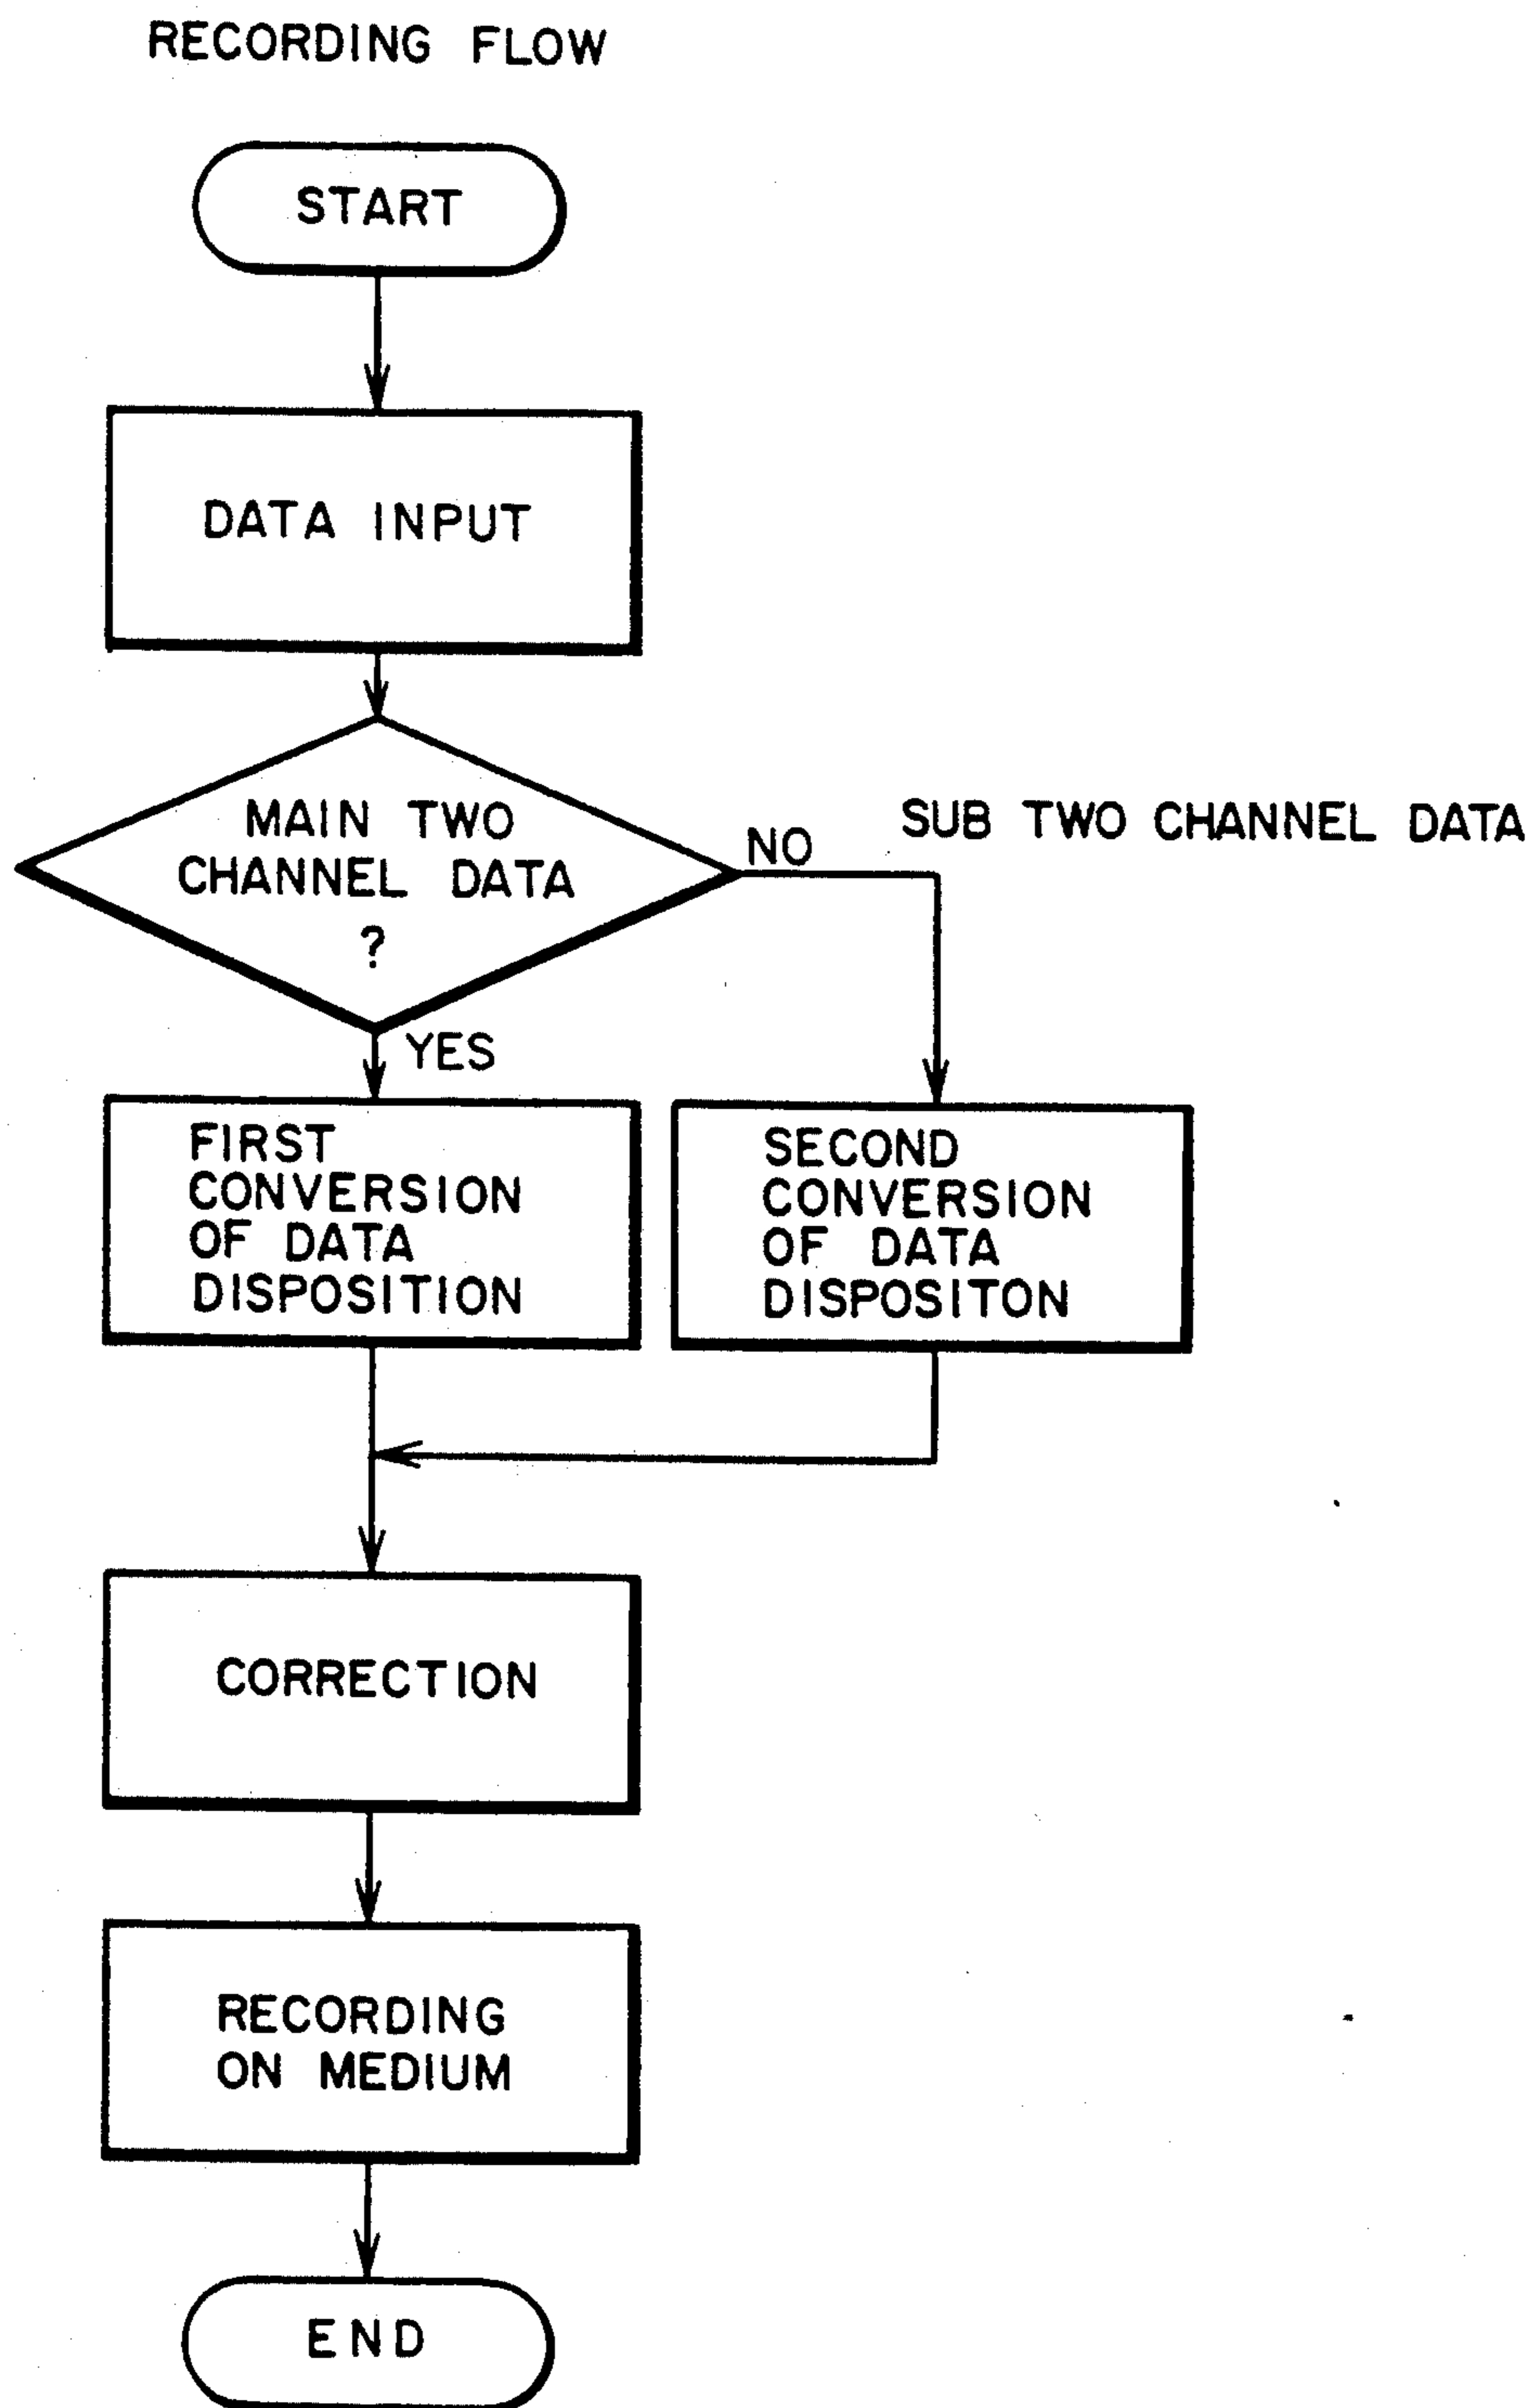 RECORDING FLOW
START
DATA INPUT
MAIN TWO
CHANNEL DATA
?
NO
SUB TWO CHANNEL DATA
YES
FIRST
CONVERSION
OF DATA
DISPOSITION
SECOND
CONVERSION
OF DATA
DISPOSITON
CORRECTION
RECORDING
ON MEDIUM
END